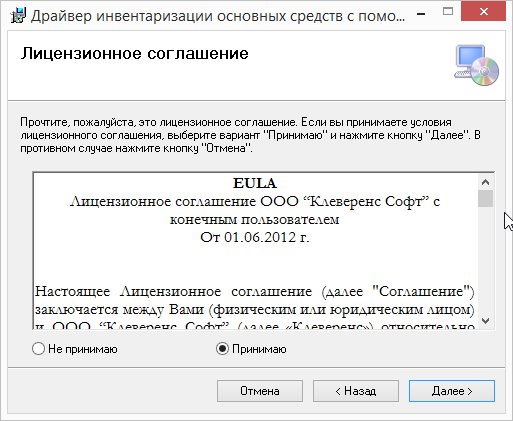 Драйвер инвентаризации основных средств с помо...
Лицензионное соглашение
Прочтите, пожалуйста, это лицензионное соглашение. Если вы принимаете условия
лицензионного соглашения, выберите вариант "Принимаю" и нажмите кнопку "Далее". В
противном случае нажмите кнопку "Отмена".
EULA
Лицензионное соглашение ООО “Клеверенс Софт” с
конечным пользователем
От 01.06.2012 г.
Настоящее Лицензионное соглашение (далее "Соглашение")
заключается между Вами (физическим или юридическим лицом)
и ООО “Клеверенс Софт” (далее «Клеверенс») относительно
Не принимаю
Принимаю
Отмена
< Назад
Далее >